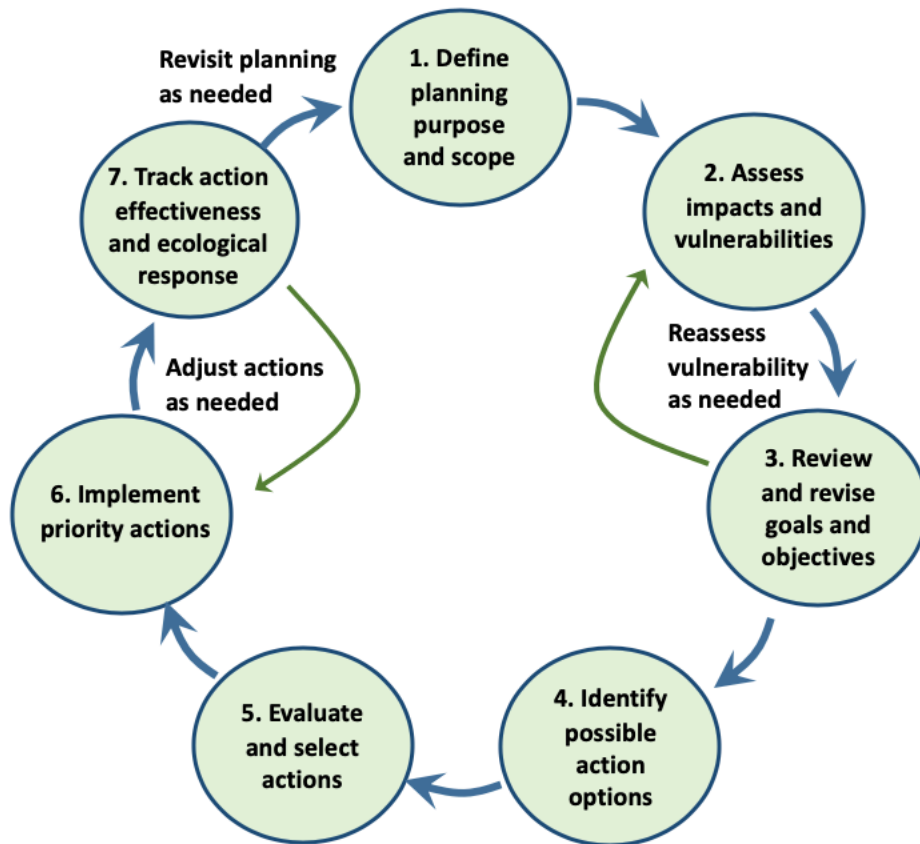 Revisit planning
as needed
1. Define
planning
purpose
and scope
2. Assess
impacts and
vulnerabilities
Reassess
vulnerability
as needed
3. Review
and revise
goals and
objectives
4. Identify
possible
action
options
5. Evaluate
and select
actions
6. Implement
priority actions
Adjust actions
as needed
7. Track action
effectiveness
and ecological
response